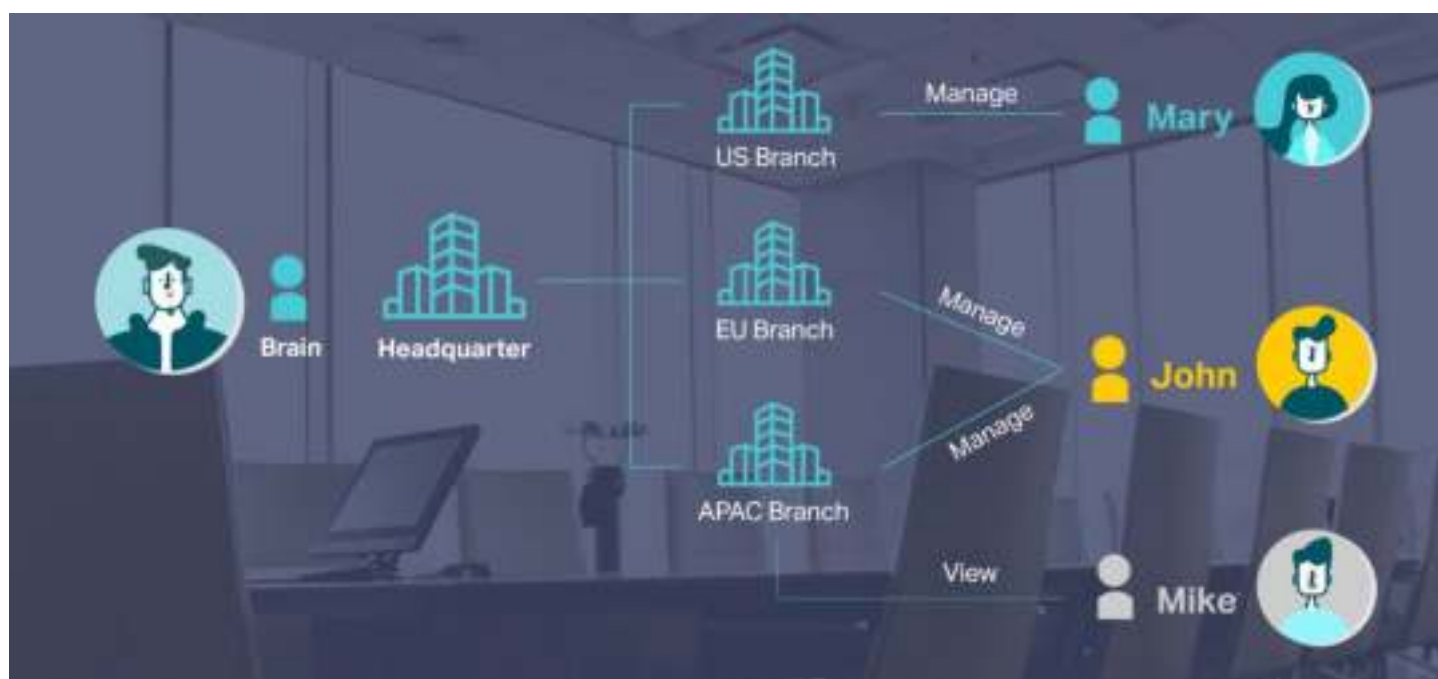 US Branch
Manage
Mary
Brain
Headquarter
EU Branch
Manage
John
APAC Branch
Manage
View
Mike